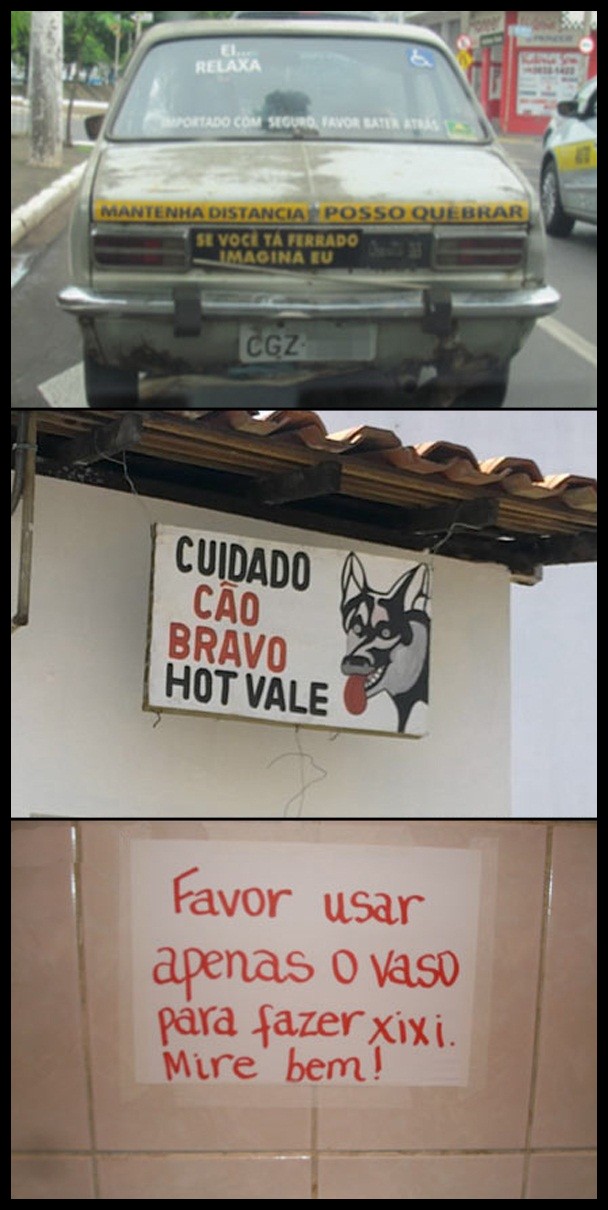 EI...
RELAXA
IMPORTADO COM SEGURO, FAVOR BATER ATRÁS
MANTENHA DISTANCIA POSSO QUEBRAR
SE VOCÊ TÁ FERRADO
IMAGINA EU
CGZ
CUIDADO
CÃO
BRAVO
HOT VALE
Favor usar
apenas o vaso
para fazer xixi.
Mire bem!